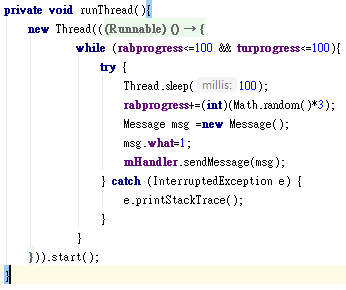 private void runThread(){
new Thread(((Runnable) () → {
while (rabprogress<=100 && turprogress<=100){
try {
Thread.sleep( millis: 100);
rabprogress+=(int)(Math.random()*3);
Message msg =new Message();
msg.what=1;
mHandler.sendMessage(msg);
} catch (InterruptedException e) {
e.printStackTrace();
}
}
})).start();
}